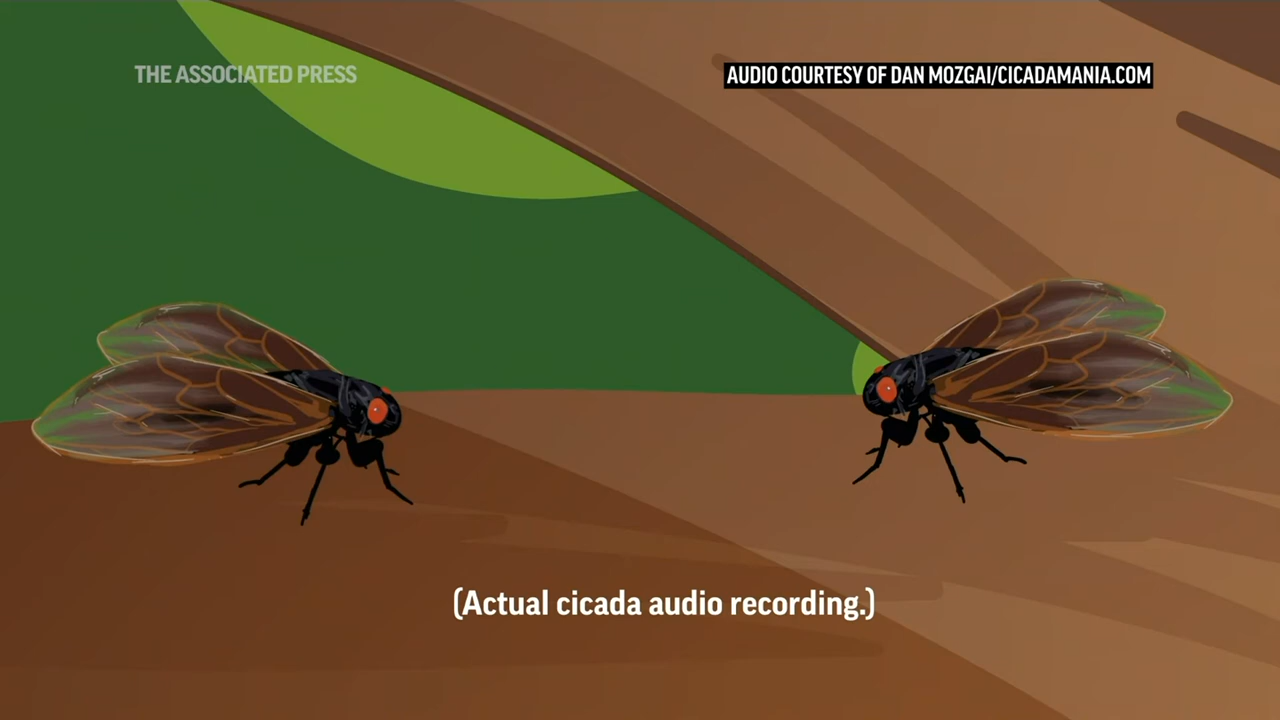 THE ASSOCIATED PRESS
AUDIO COURTESY OF DAN MOZGAI/CICADAMANIA.COM
(Actual cicada audio recording.)